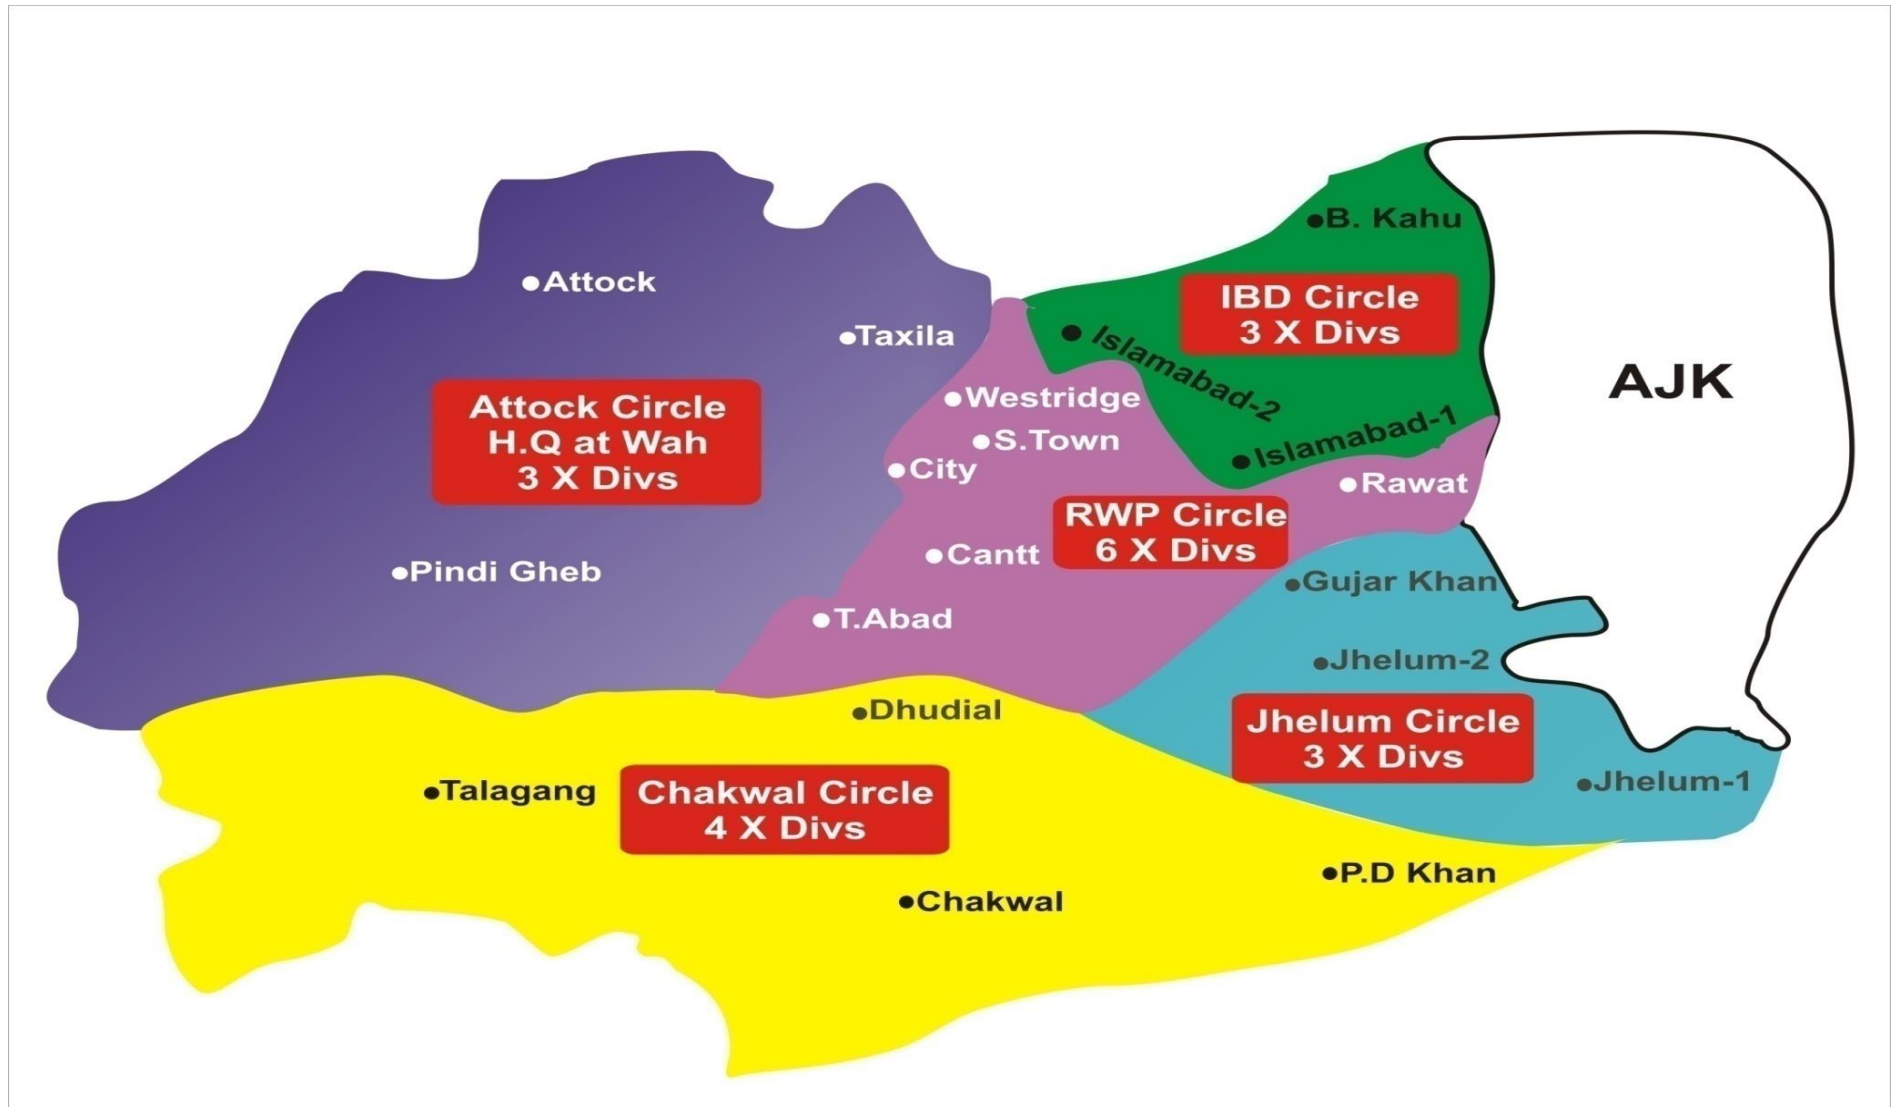 B. Kahu
Attock
IBD Circle
3 X Divs
Taxila
Islamabad-2
AJK
Westridge
Attock Circle
H.Q at Wah
3 X Divs
S.Town
Islamabad-1
City
Rawat
RWP Circle
6 X Divs
Cantt
Pindi Gheb
Gujar Khan
T.Abad
Jhelum-2
Dhudial
Jhelum Circle
3 X Divs
Talagang
Chakwal Circle
4 X Divs
Jhelum-1
P.D Khan
Chakwal